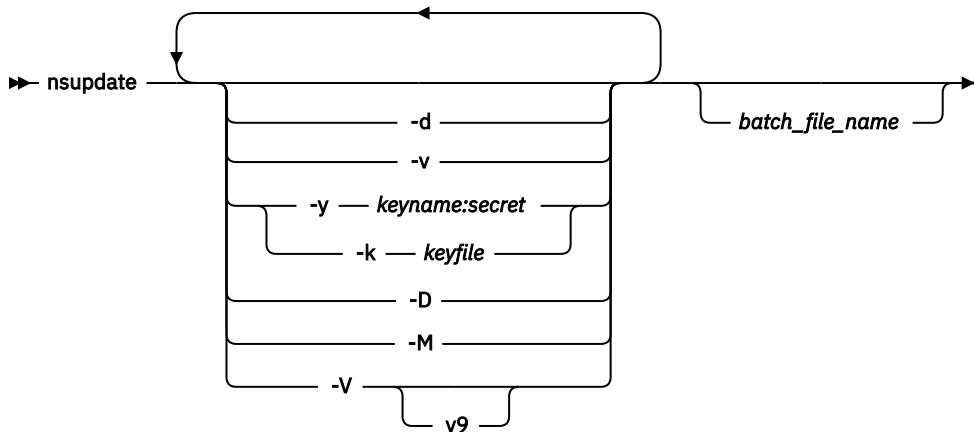 nsupdate
-d
batch_file_name
-v
-y keyname:secret
-k keyfile
-D
-M
-V
v9